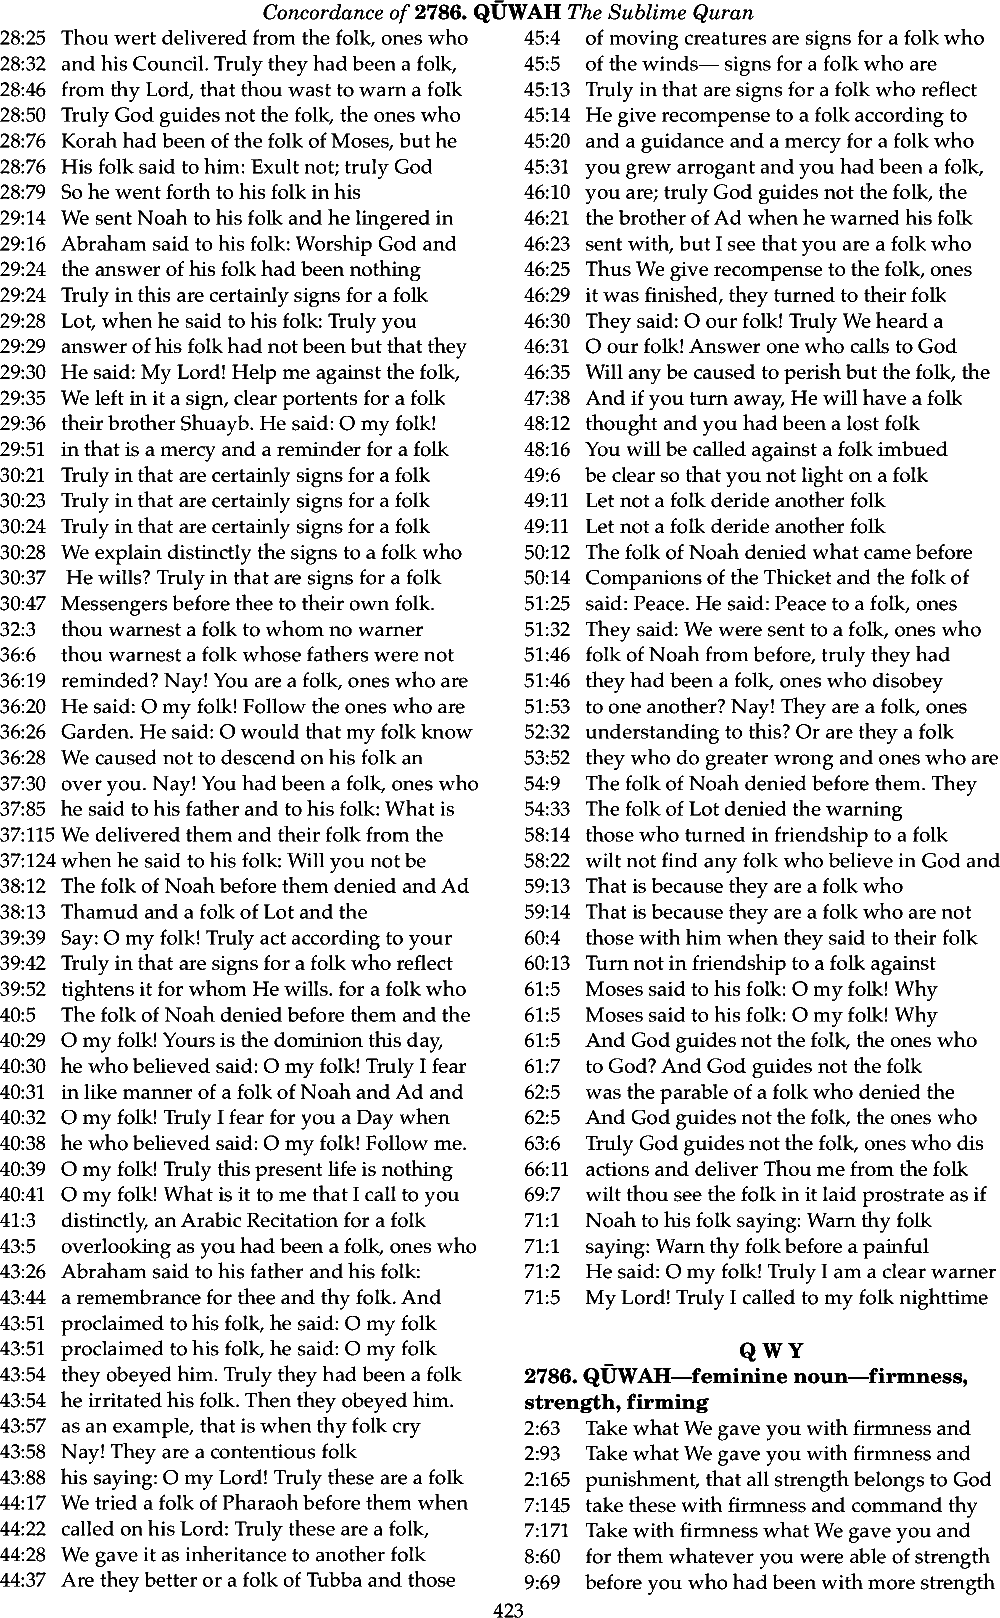 Concordance of 2786. QŪWAH The Sublime Quran
28:25 Thou wert delivered from the folk, ones who
28:32 and his Council. Truly they had been a folk,
28:46 from thy Lord, that thou wast to warn a folk
28:50 Truly God guides not the folk, the ones who
28:76 Korah had been of the folk of Moses, but he
28:76 His folk said to him: Exult not; truly God
28:79 So he went forth to his folk in his
29:14 We sent Noah to his folk and he lingered in
29:16 Abraham said to his folk: Worship God and
29:24 the answer of his folk had been nothing
29:24 Truly in this are certainly signs for a folk
29:28 Lot, when he said to his folk: Truly you
29:29 answer of his folk had not been but that they
29:30 He said: My Lord! Help me against the folk,
29:35 We left in it a sign, clear portents for a folk
29:36 their brother Shuayb. He said: O my folk!
29:51 in that is a mercy and a reminder for a folk
30:21 Truly in that are certainly signs for a folk
30:23 Truly in that are certainly signs for a folk
30:24 Truly in that are certainly signs for a folk
30:28 We explain distinctly the signs to a folk who
30:37 He wills? Truly in that are signs for a folk
30:47 Messengers before thee to their own folk.
32:3 thou warnest a folk to whom no warner
36:6 thou warnest a folk whose fathers were not
36:19 reminded? Nay! You are a folk, ones who are
36:20 He said: O my folk! Follow the ones who are
36:26 Garden. He said: O would that my folk know
36:28 We caused not to descend on his folk an
37:30 over you. Nay! You had been a folk, ones who
37:85 he said to his father and to his folk: What is
37:115 We delivered them and their folk from the
37:124 when he said to his folk: Will you not be
38:12 The folk of Noah before them denied and Ad
38:13 Thamud and a folk of Lot and the
39:39 Say: O my folk! Truly act according to your
39:42 Truly in that are signs for a folk who reflect
39:52 tightens it for whom He wills. for a folk who
40:5 The folk of Noah denied before them and the
40:29 O my folk! Yours is the dominion this day,
40:30 he who believed said: O my folk! Truly I fear
40:31 in like manner of a folk of Noah and Ad and
40:32 O my folk! Truly I fear for you a Day when
40:38 he who believed said: O my folk! Follow me.
40:39 O my folk! Truly this present life is nothing
40:41 O my folk! What is it to me that I call to you
41:3 distinctly, an Arabic Recitation for a folk
43:5 overlooking as you had been a folk, ones who
43:26 Abraham said to his father and his folk:
43:44 a remembrance for thee and thy folk. And
43:51 proclaimed to his folk, he said: O my folk
43:51 proclaimed to his folk, he said: O my folk
43:54 they obeyed him. Truly they had been a folk
43:54 he irritated his folk. Then they obeyed him.
43:57 as an example, that is when thy folk cry
43:58 Nay! They are a contentious folk
43:88 his saying: O my Lord! Truly these are a folk
44:17 We tried a folk of Pharaoh before them when
44:22 called on his Lord: Truly these are a folk,
44:28 We gave it as inheritance to another folk
44:37 Are they better or a folk of Tubba and those
45:4 of moving creatures are signs for a folk who
45:5 of the winds— signs for a folk who are
45:13 Truly in that are signs for a folk who reflect
45:14 He give recompense to a folk according to
45:20 and a guidance and a mercy for a folk who
45:31 you grew arrogant and you had been a folk,
46:10 you are; truly God guides not the folk, the
46:21 the brother of Ad when he warned his folk
46:23 sent with, but I see that you are a folk who
46:25 Thus We give recompense to the folk, ones
46:29 it was finished, they turned to their folk
46:30 They said: O our folk! Truly We heard a
46:31 O our folk! Answer one who calls to God
46:35 Will any be caused to perish but the folk, the
47:38 And if you turn away, He will have a folk
48:12 thought and you had been a lost folk
48:16 You will be called against a folk imbued
49:6 be clear so that you not light on a folk
49:11 Let not a folk deride another folk
49:11 Let not a folk deride another folk
50:12 The folk of Noah denied what came before
50:14 Companions of the Thicket and the folk of
51:25 said: Peace. He said: Peace to a folk, ones
51:32 They said: We were sent to a folk, ones who
51:46 folk of Noah from before, truly they had
51:46 they had been a folk, ones who disobey
51:53 to one another? Nay! They are a folk, ones
52:32 understanding to this? Or are they a folk
53:52 they who do greater wrong and ones who are
54:9 The folk of Noah denied before them. They
54:33 The folk of Lot denied the warning
58:14 those who turned in friendship to a folk
58:22 wilt not find any folk who believe in God and
59:13 That is because they are a folk who
59:14 That is because they are a folk who are not
60:4 those with him when they said to their folk
60:13 Turn not in friendship to a folk against
61:5 Moses said to his folk: O my folk! Why
61:5 Moses said to his folk: O my folk! Why
61:5 And God guides not the folk, the ones who
61:7 to God? And God guides not the folk
62:5 was the parable of a folk who denied the
62:5 And God guides not the folk, the ones who
63:6 Truly God guides not the folk, ones who dis
66:11 actions and deliver Thou me from the folk
69:7 wilt thou see the folk in it laid prostrate as if
71:1 Noah to his folk saying: Warn thy folk
71:1 saying: Warn thy folk before a painful
71:2 He said: O my folk! Truly I am a clear warner
71:5 My Lord! Truly I called to my folk nighttime
Q W Y
2786. QŪWAH—feminine noun—firmness,
strength, firming
2:63 Take what We gave you with firmness and
2:93 Take what We gave you with firmness and
2:165 punishment, that all strength belongs to God
7:145 take these with firmness and command thy
7:171 Take with firmness what We gave you and
8:60 for them whatever you were able of strength
9:69 before you who had been with more strength
423